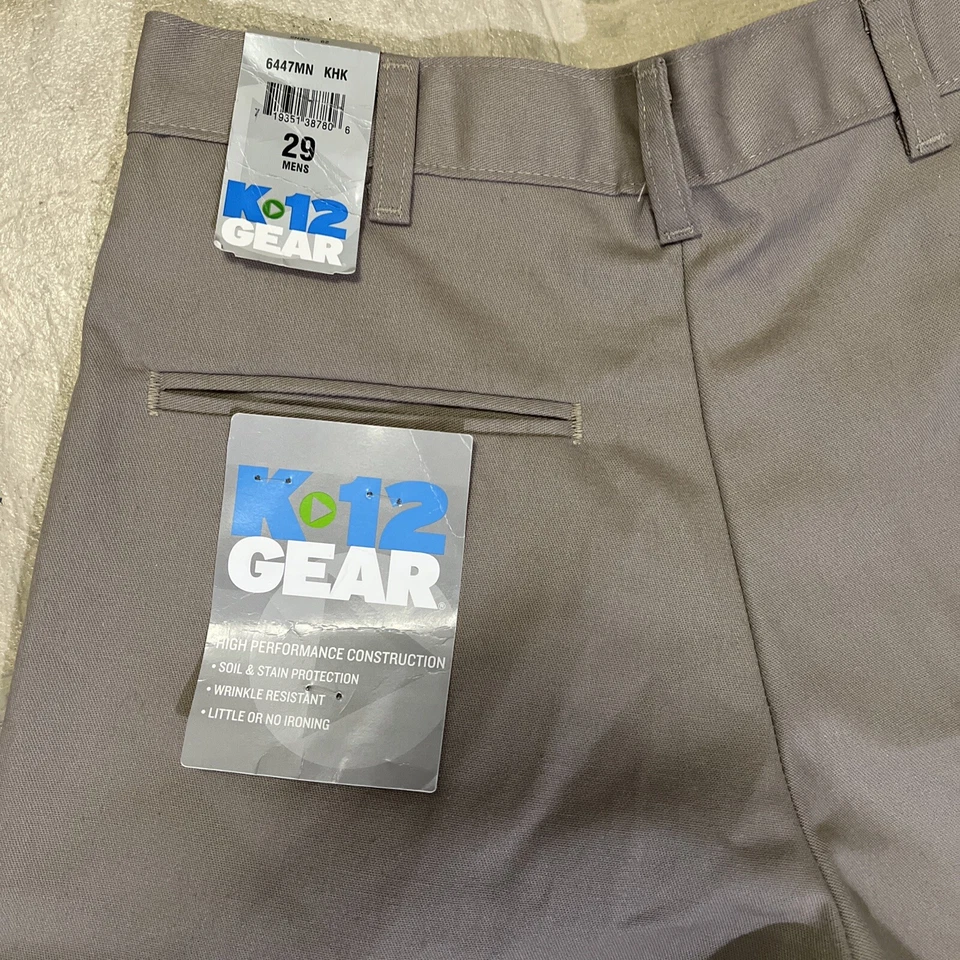 6447MN KHK
7 19351 38780 6
29
MENS
K 12
GEAR
K 12
GEAR®
HIGH PERFORMANCE CONSTRUCTION
• SOIL & STAIN PROTECTION
• WRINKLE RESISTANT
• LITTLE OR NO IRONING